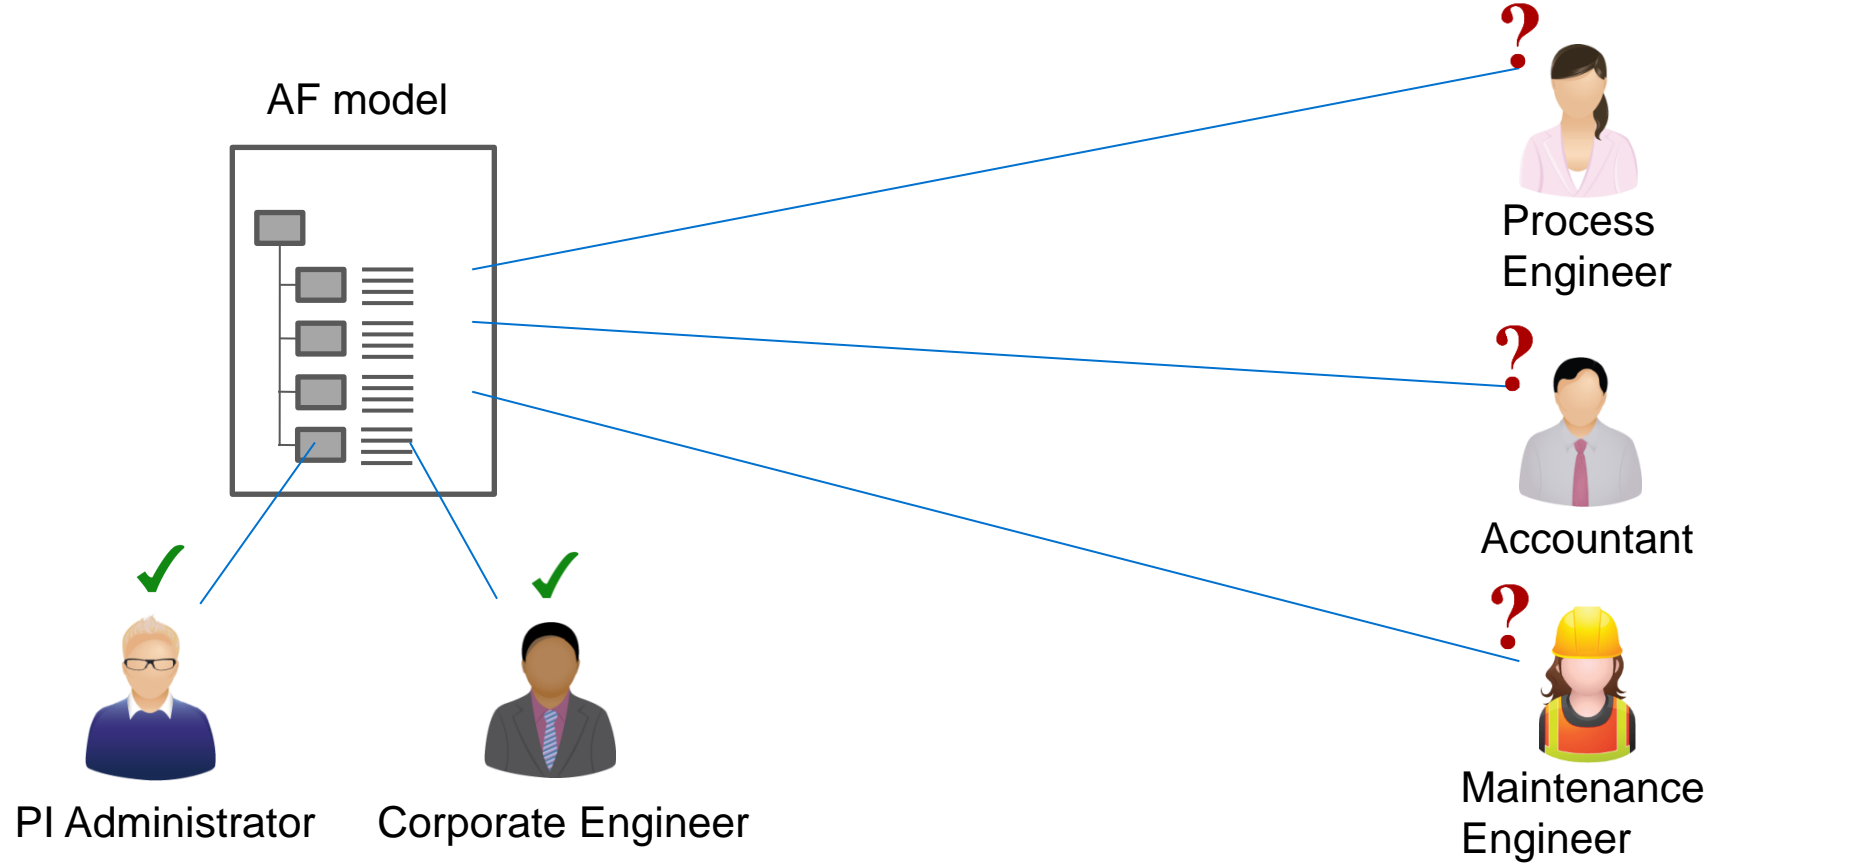 AF model
?
Process
Engineer
?
Accountant
?
Maintenance
Engineer
PI Administrator
Corporate Engineer